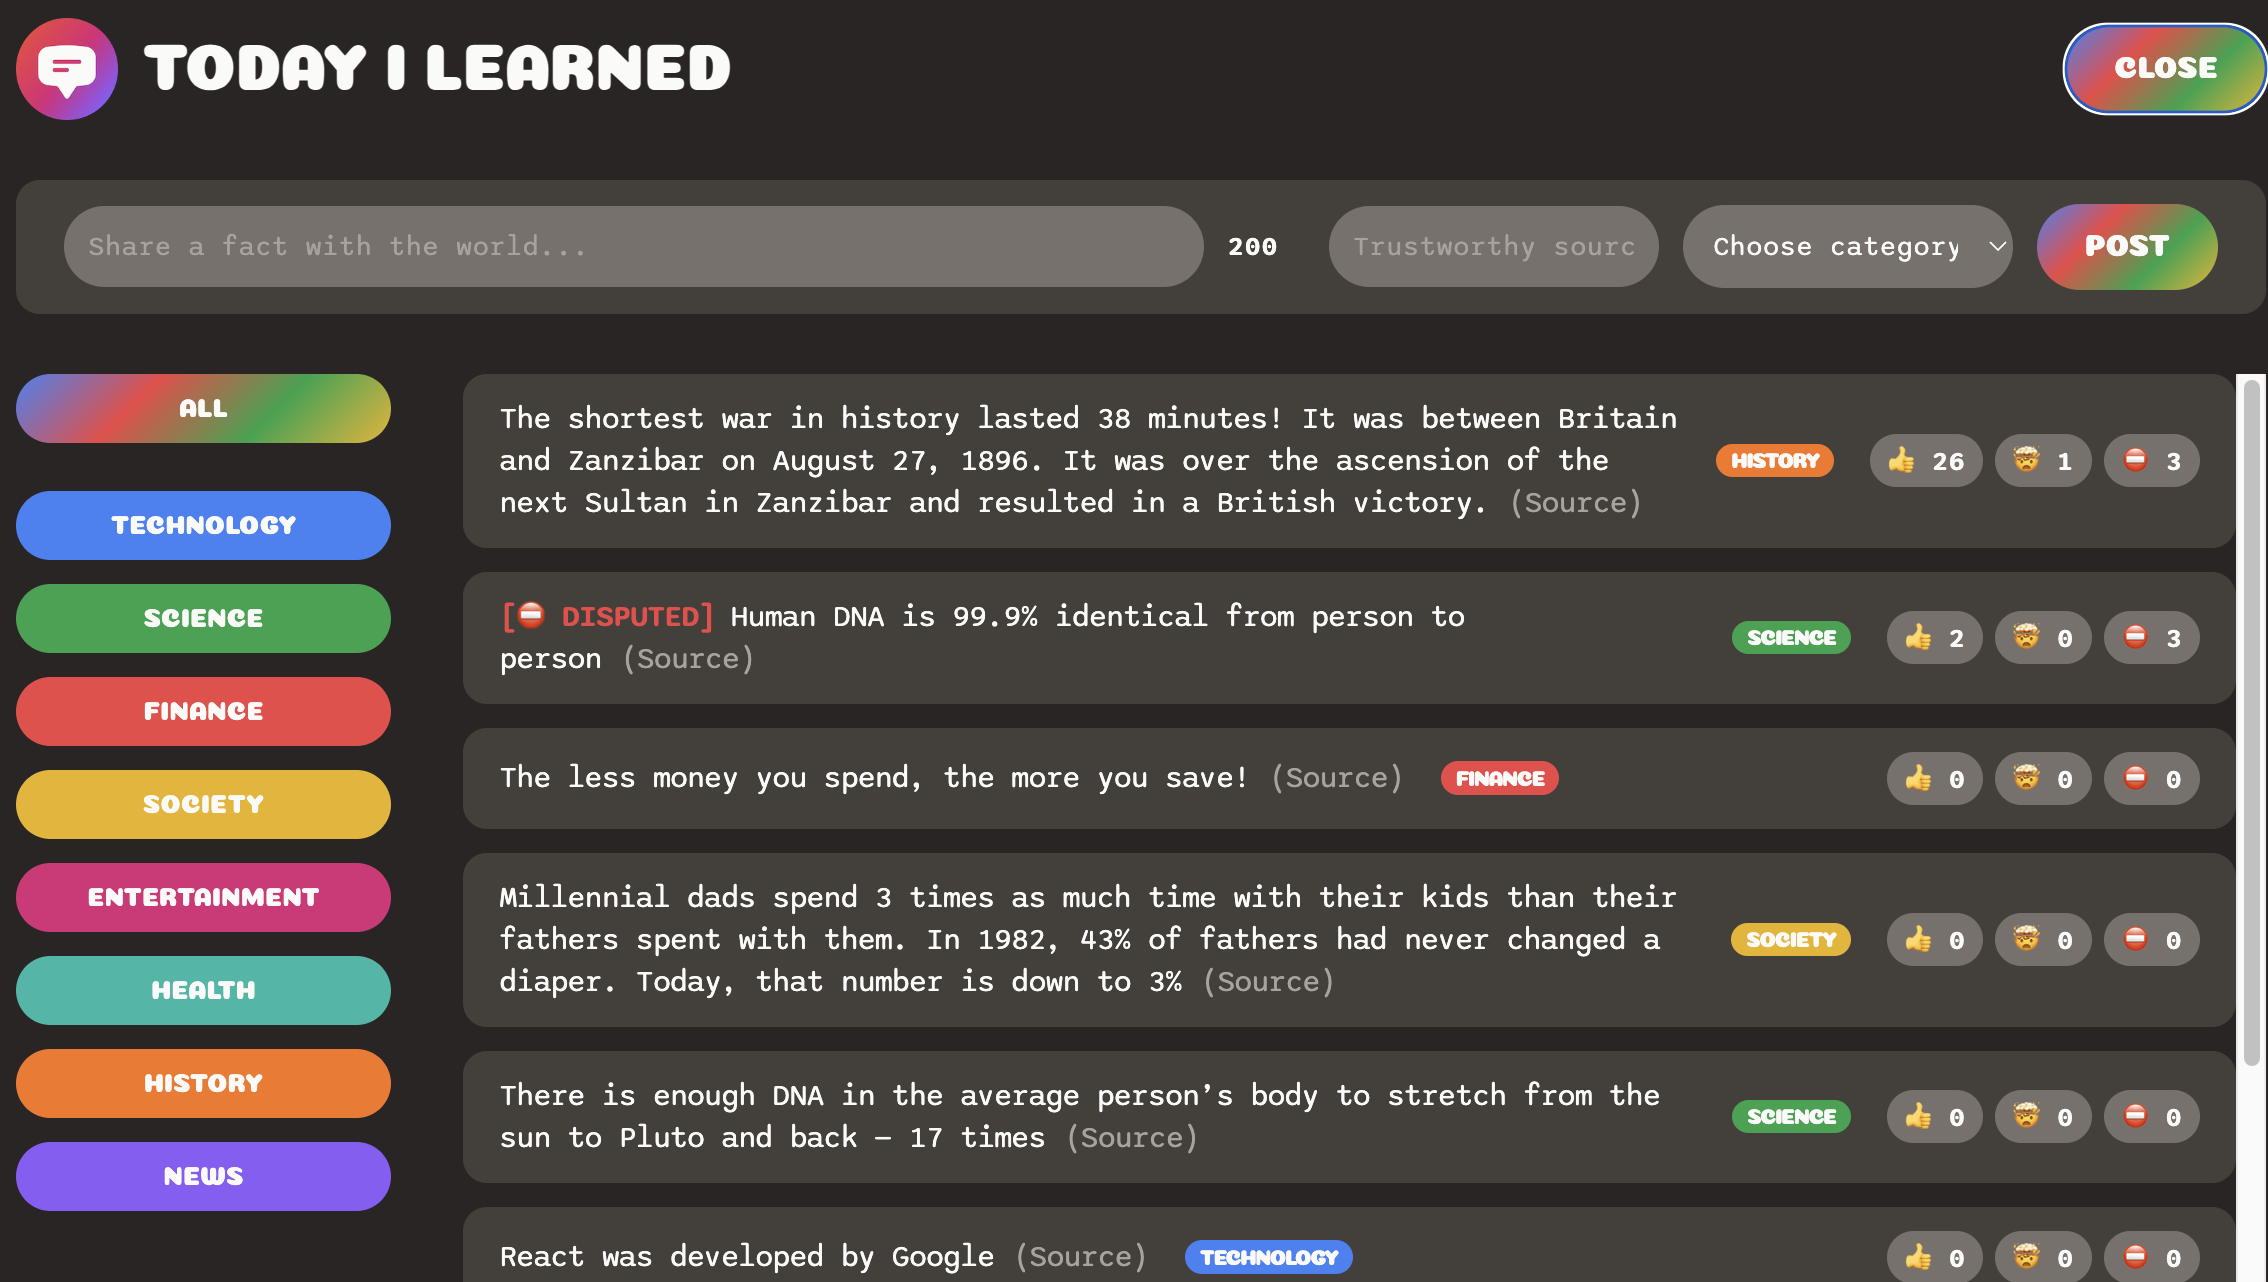 TODAY I LEARNED
CLOSE
Share a fact with the world...
200
Trustworthy sourc
Choose category
POST
ALL
TECHNOLOGY
SCIENCE
FINANCE
SOCIETY
ENTERTAINMENT
HEALTH
HISTORY
NEWS
The shortest war in history lasted 38 minutes! It was between Britain
and Zanzibar on August 27, 1896. It was over the ascension of the
next Sultan in Zanzibar and resulted in a British victory. (Source)
HISTORY
👍 26
🤯 1
⛔️ 3
[⛔️ DISPUTED] Human DNA is 99.9% identical from person to
person (Source)
SCIENCE
👍 2
🤯 0
⛔️ 3
The less money you spend, the more you save! (Source)
FINANCE
👍 0
🤯 0
⛔️ 0
Millennial dads spend 3 times as much time with their kids than their
fathers spent with them. In 1982, 43% of fathers had never changed a
diaper. Today, that number is down to 3% (Source)
SOCIETY
👍 0
🤯 0
⛔️ 0
There is enough DNA in the average person’s body to stretch from the
sun to Pluto and back — 17 times (Source)
SCIENCE
👍 0
🤯 0
⛔️ 0
React was developed by Google (Source)
TECHNOLOGY
👍 0
🤯 0
⛔️ 0